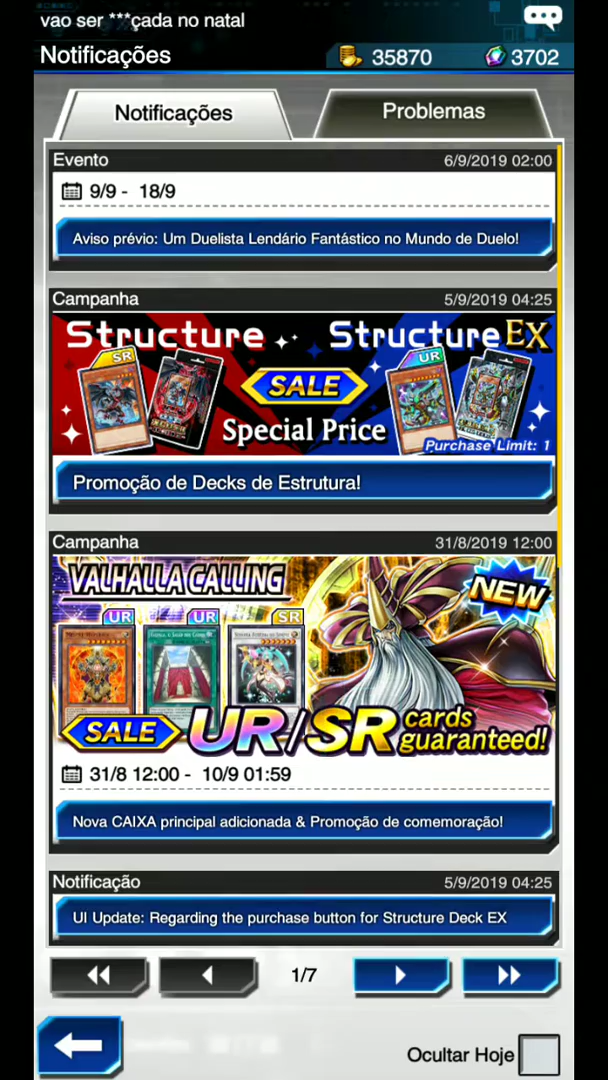 vao ser ***çada no natal
Notificações
35870
3702
Notificações
Problemas
Evento
6/9/2019 02:00
9/9 - 18/9
Aviso prévio: Um Duelista Lendário Fantástico no Mundo de Duelo!
Campanha
5/9/2019 04:25
Structure
Structure EX
SR
UR
SALE
Special Price
Purchase Limit: 1
Promoção de Decks de Estrutura!
Campanha
31/8/2019 12:00
VALHALLA CALLING
NEW
UR
UR
SR
SALE
UR/SR cards guaranteed!
31/8 12:00 - 10/9 01:59
Nova CAIXA principal adicionada & Promoção de comemoração!
Notificação
5/9/2019 04:25
UI Update: Regarding the purchase button for Structure Deck EX
1/7
Ocultar Hoje